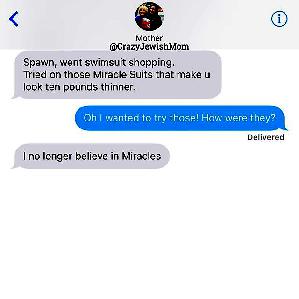 Mother
@CrazyJewishMom
Spawn, went swimsuit shopping.
Tried on those Miracle Suits that make u
look ten pounds thinner.
Oh I wanted to try those! How were they?
Delivered
I no longer believe in Miracles